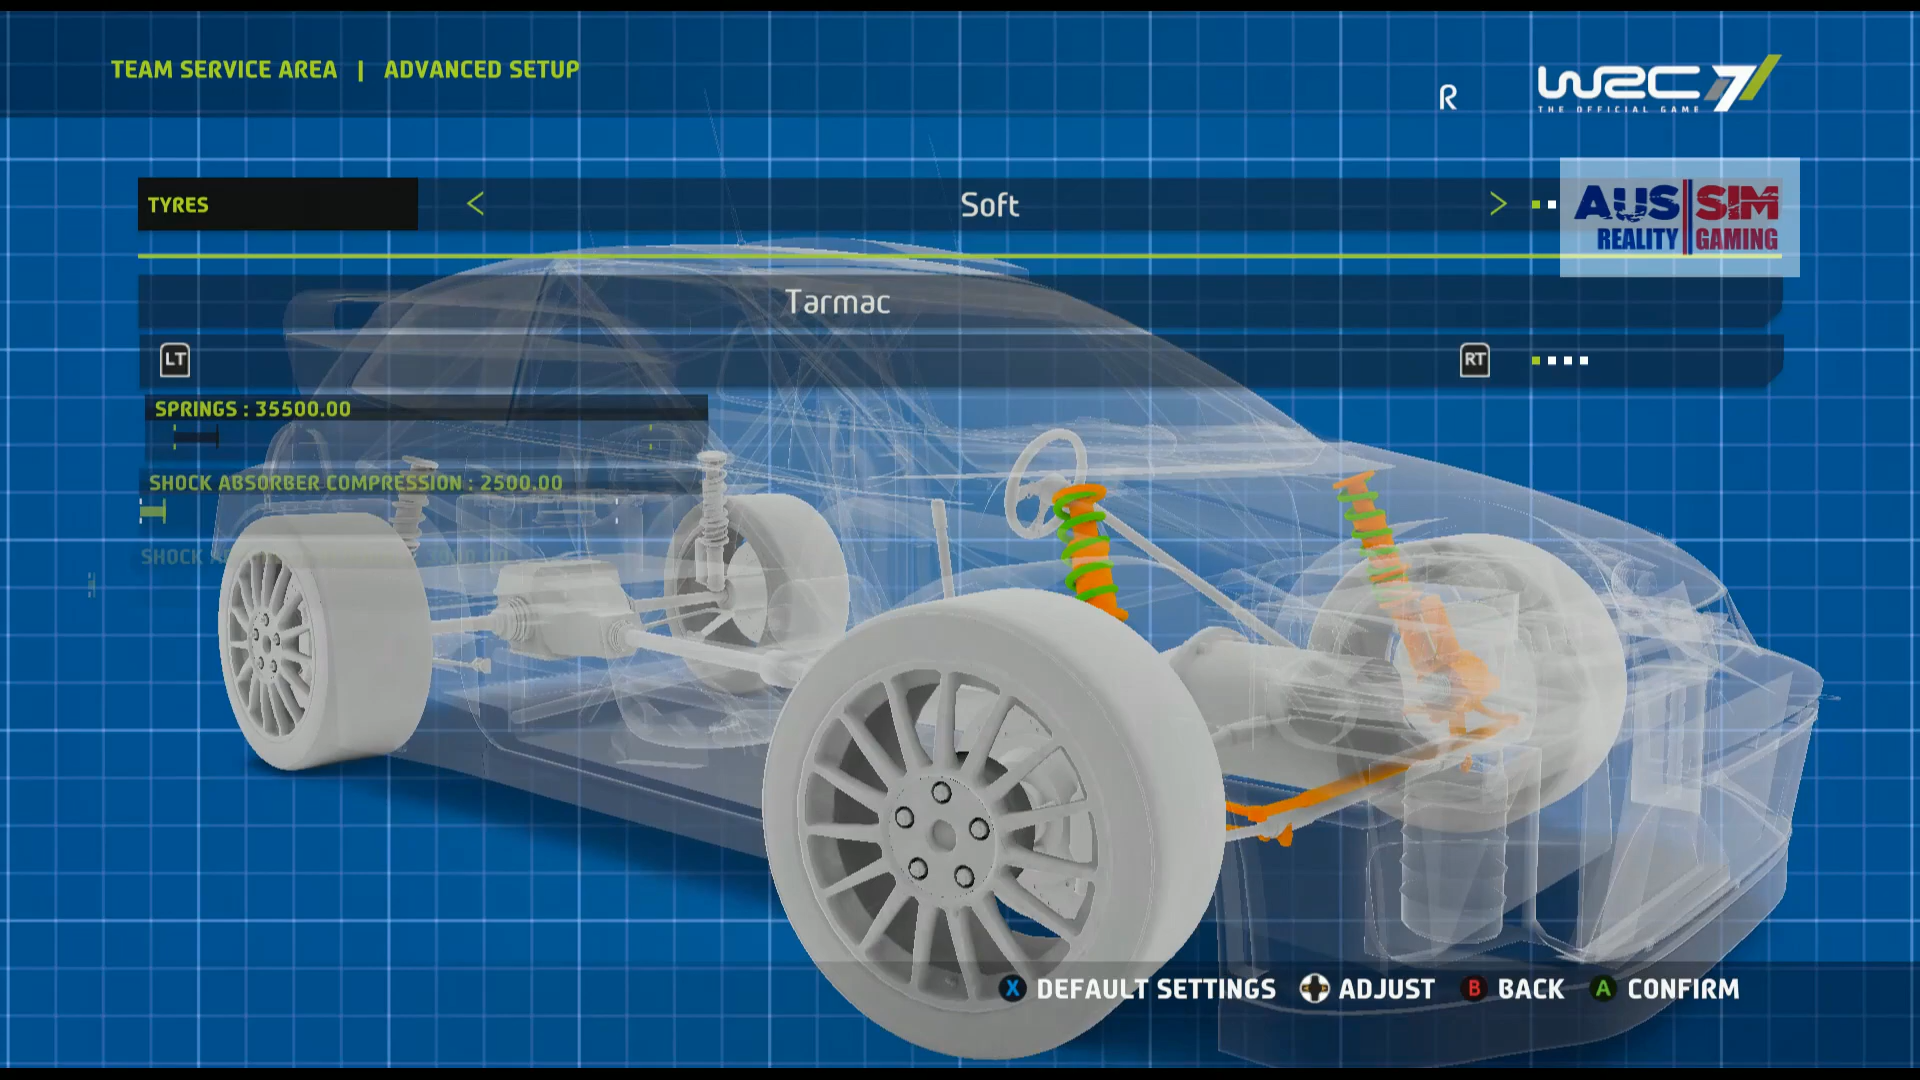 TEAM SERVICE AREA | ADVANCED SETUP
R
WRC 7
THE OFFICIAL GAME
TYRES
< Soft >
AUS SIM
REALITY GAMING
Tarmac
LT
RT
SPRINGS : 35500.00
SHOCK ABSORBER COMPRESSION : 2500.00
SHOCK
X DEFAULT SETTINGS ADJUST B BACK A CONFIRM